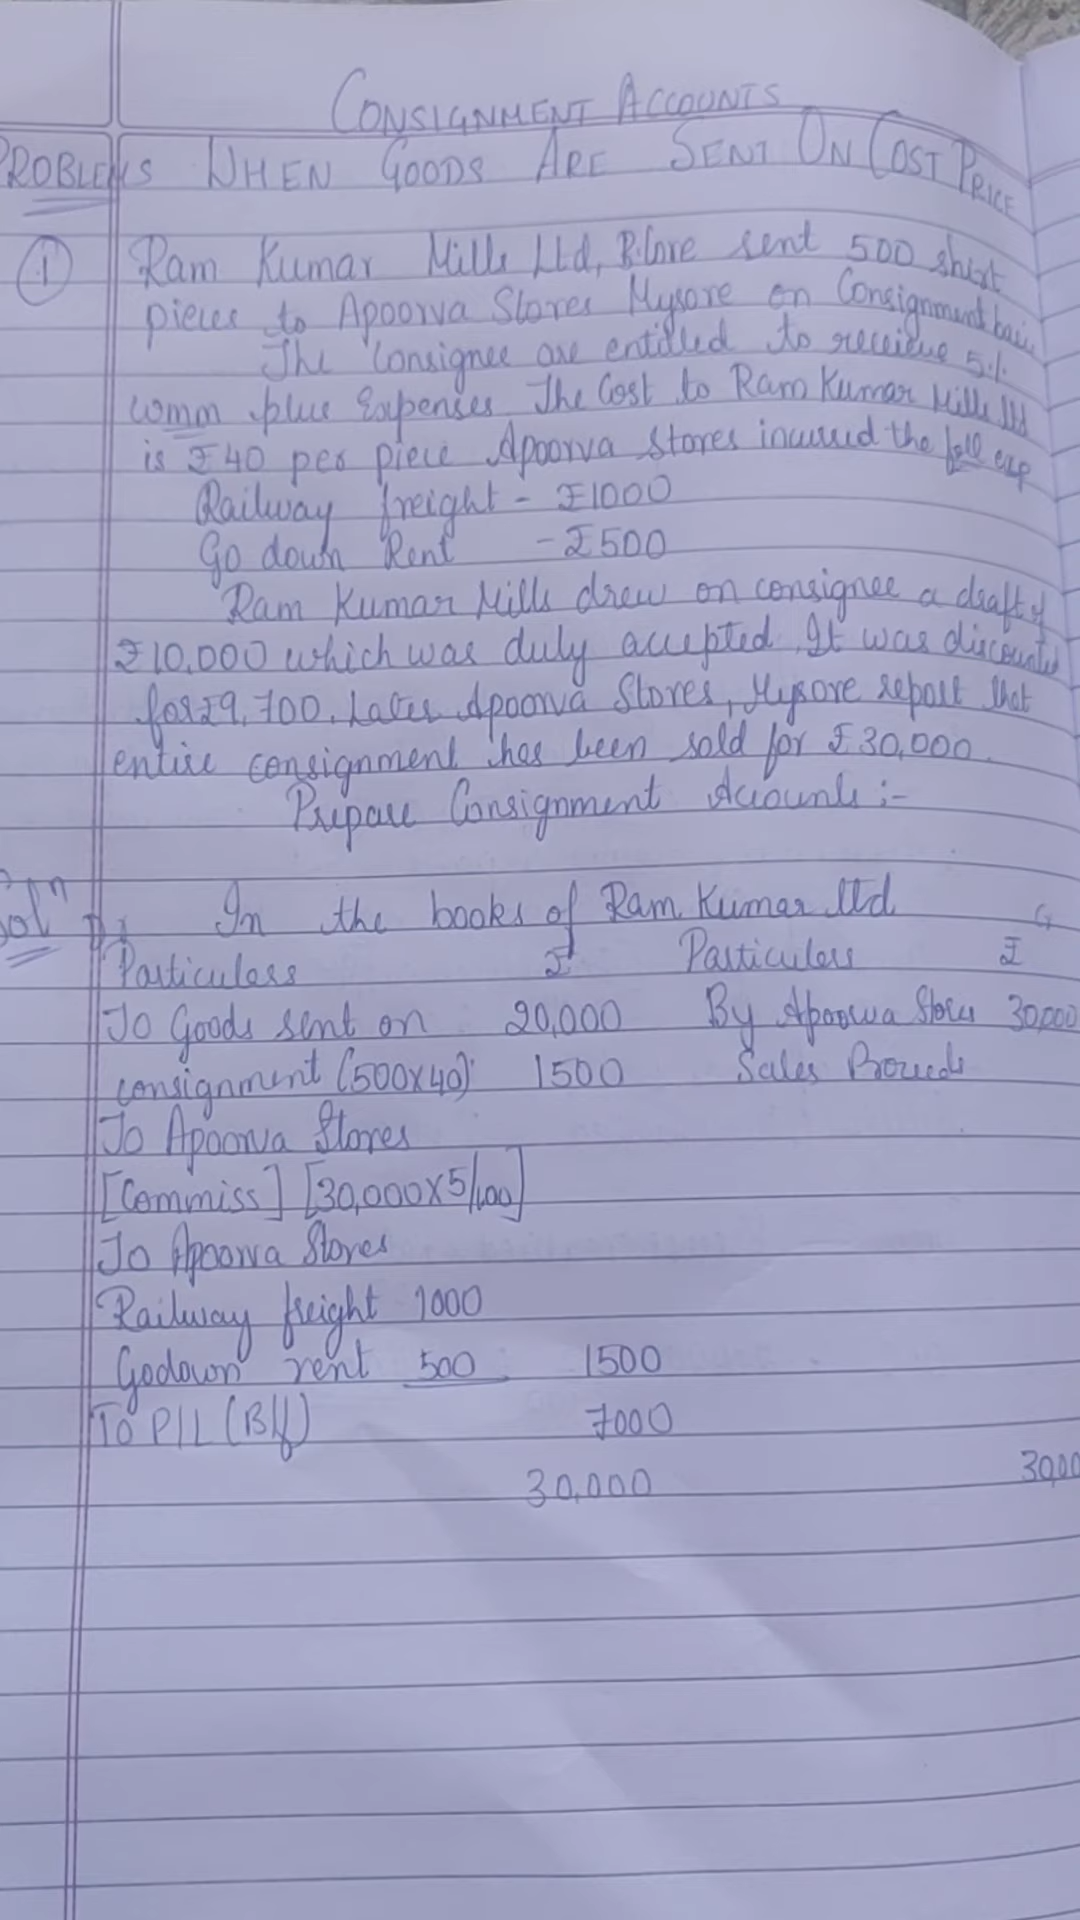 CONSIGNMENT ACCOUNTS
PROBLEMS WHEN GOODS ARE SENT ON COST PRICE
① Ram Kumar Mills Ltd, B.lore sent 500 shirt
pieces to Apoorva Stores Mysore on Consignment basis
The Consignee are entitled to receieve 5%
comm plus Expenses The Cost to Ram Kumar Mills ltd
is ₹40 per piece Apoorva Stores incurred the foll exp
Railway freight - ₹1000
Go down Rent - ₹500
Ram Kumar Mills drew on consignee a draft of
₹10,000 which was duly accepted. It was discounted
for ₹9,700. Later Apoorva Stores, Mysore report that
entire consignment has been sold for ₹30,000.
Prepare Consignment Accounts :-
Solⁿ In the books of Ram Kumar ltd
Particulars ₹ Particulars ₹
To Goods sent on 20,000 By Apoorva Stores 30,000
consignment (500x40) 1500 Sales Proceeds
To Apoorva Stores
[Commiss] [30,000x5/100]
To Apoorva Stores
Railway freight 1000
Godown rent 500 1500
To P/L (B/f) 7000
30,000 30,00